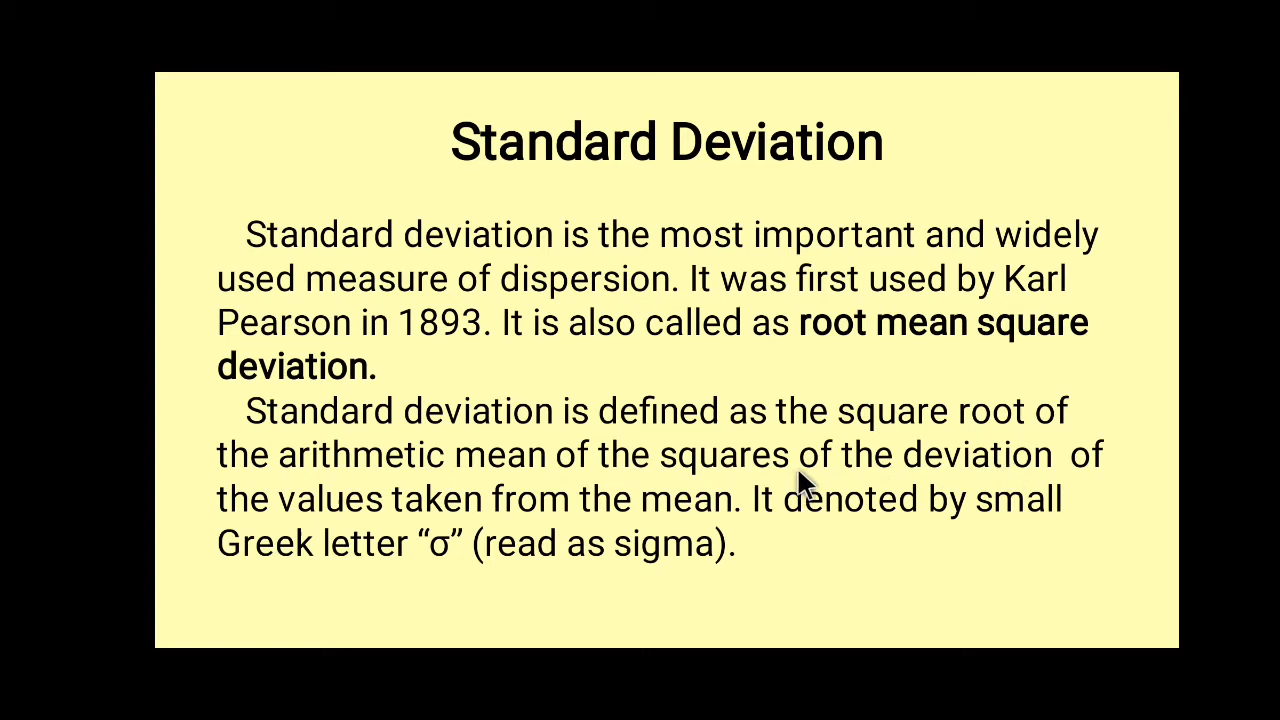 Standard Deviation
Standard deviation is the most important and widely
used measure of dispersion. It was first used by Karl
Pearson in 1893. It is also called as root mean square
deviation.
Standard deviation is defined as the square root of
the arithmetic mean of the squares of the deviation of
the values taken from the mean. It denoted by small
Greek letter “σ” (read as sigma).